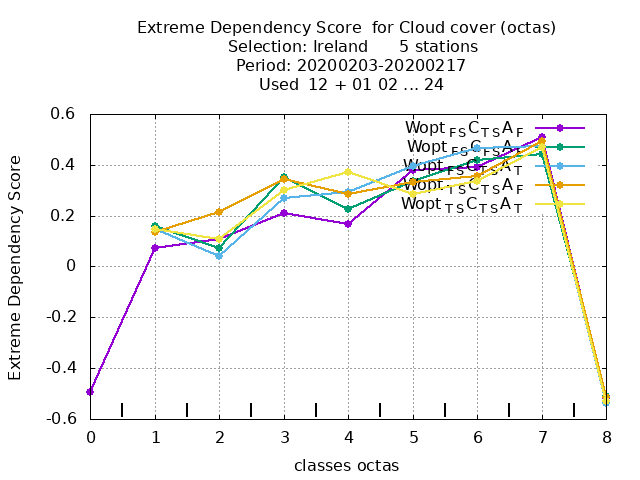 Extreme Dependency Score for Cloud cover (octas)
Selection: Ireland 5 stations
Period: 20200203-20200217
Used 12 + 01 02 ... 24
Extreme Dependency Score
0.6
0.4
0.2
0
-0.2
-0.4
-0.6
Wopt FS C TS A F
Wopt FS C FS A F
Wopt FS C TS A T
Wopt TS C TS A F
Wopt TS C TS A T
0 1 2 3 4 5 6 7 8
classes octas